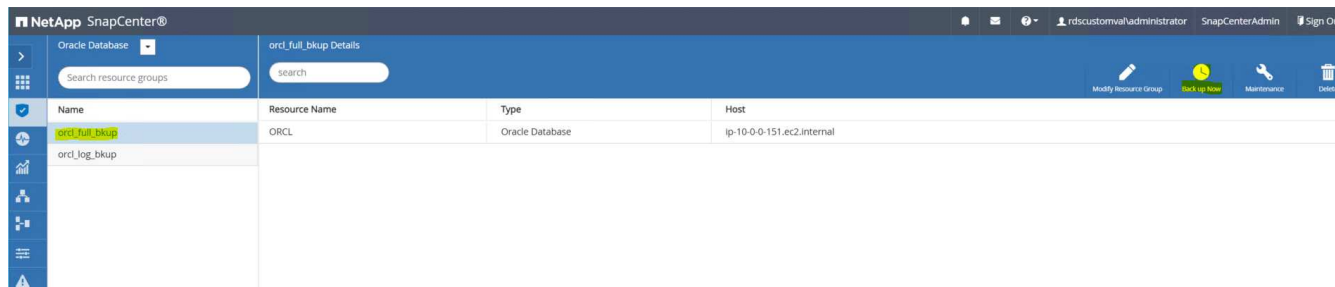 NetApp SnapCenter®
rdscustomval\administrator SnapCenterAdmin Sign O
Oracle Database
Search resource groups
Name
orcl_full_bkup
orcl_log_bkup
orcl_full_bkup Details
search
Modify Resource Group Back up Now Maintenance Delet
Resource Name Type Host
ORCL Oracle Database ip-10-0-0-151.ec2.internal